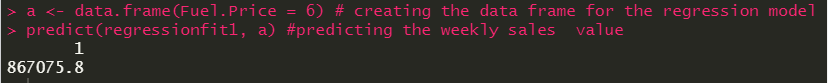 > a <- data.frame(Fuel.Price = 6) # creating the data frame for the regression model
> predict(regressionfit1, a) #predicting the weekly sales  value
       1
867075.8